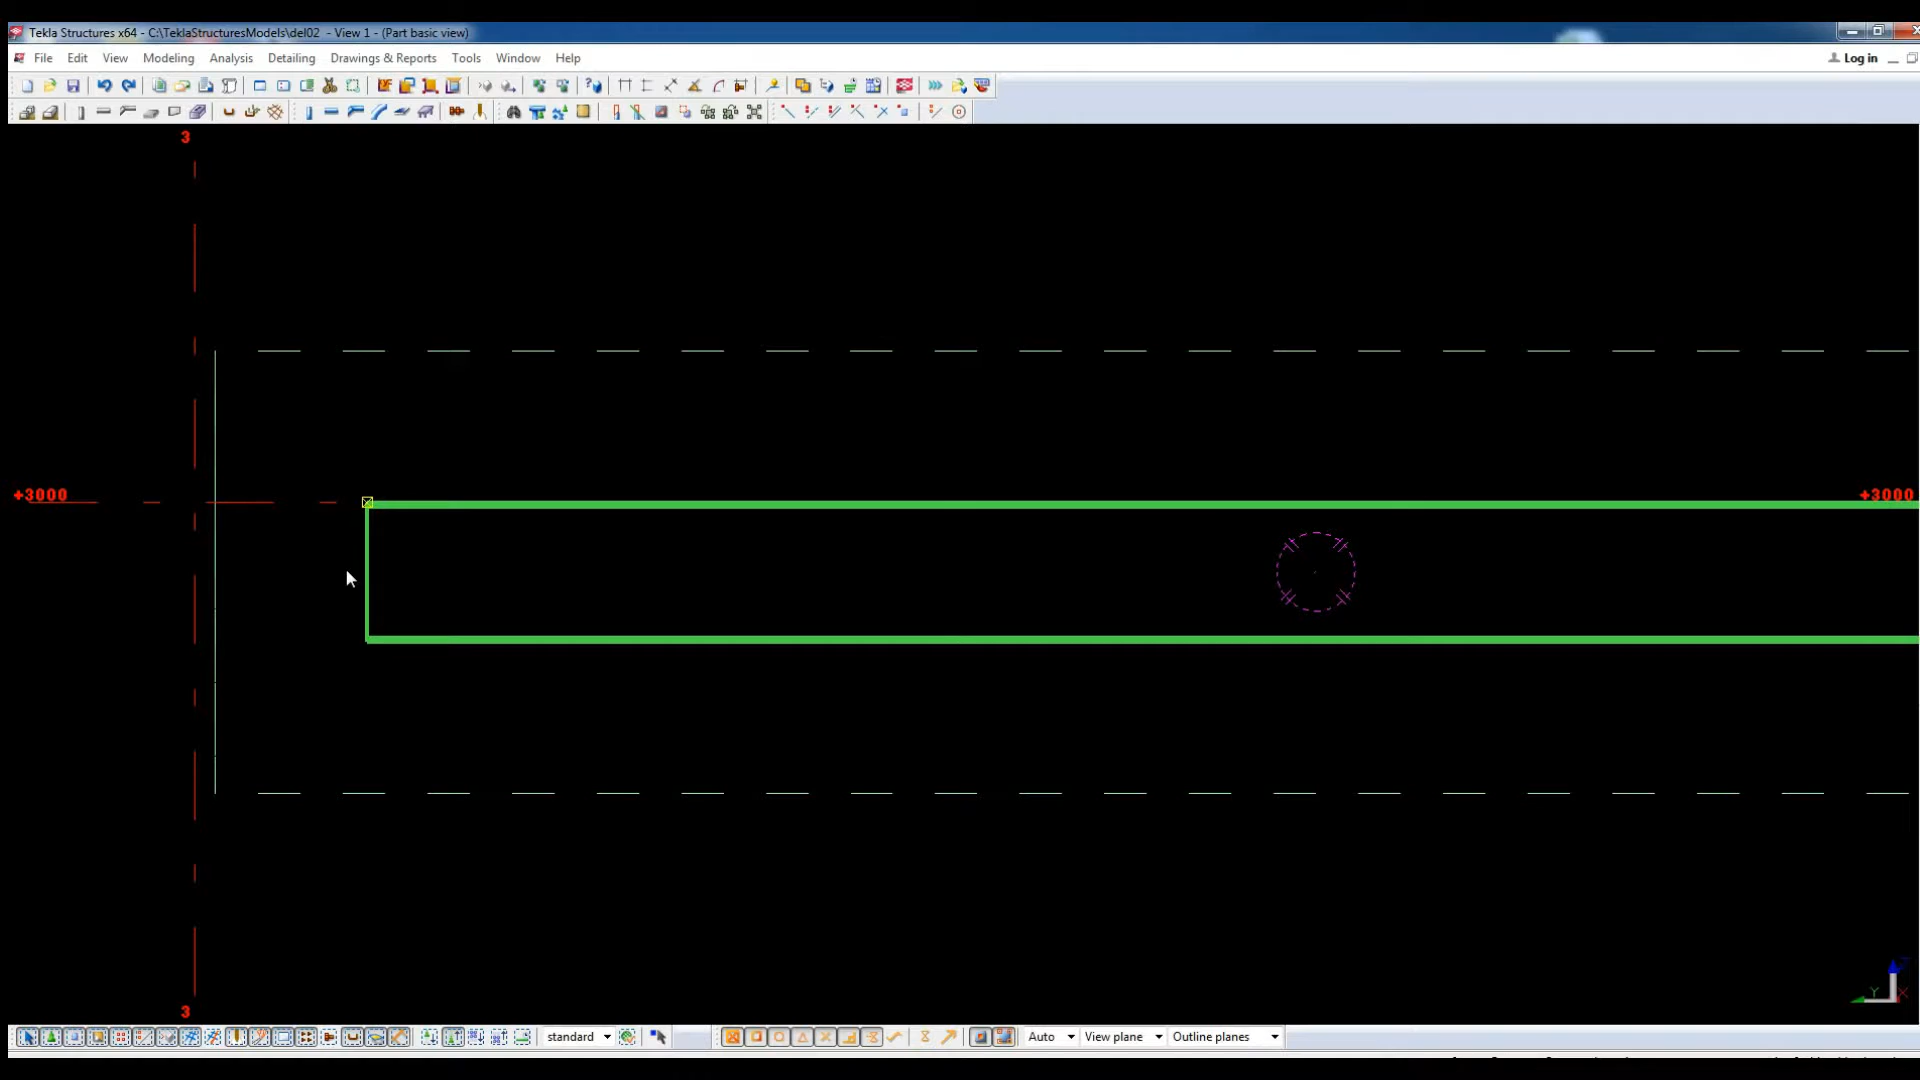 Tekla Structures x64 - C:\TeklaStructuresModels\del02 - View 1 - (Part basic view)
File Edit View Modeling Analysis Detailing Drawings & Reports Tools Window Help
Log in
3
+3000
+3000
Y
X
3
standard
Auto
View plane
Outline planes